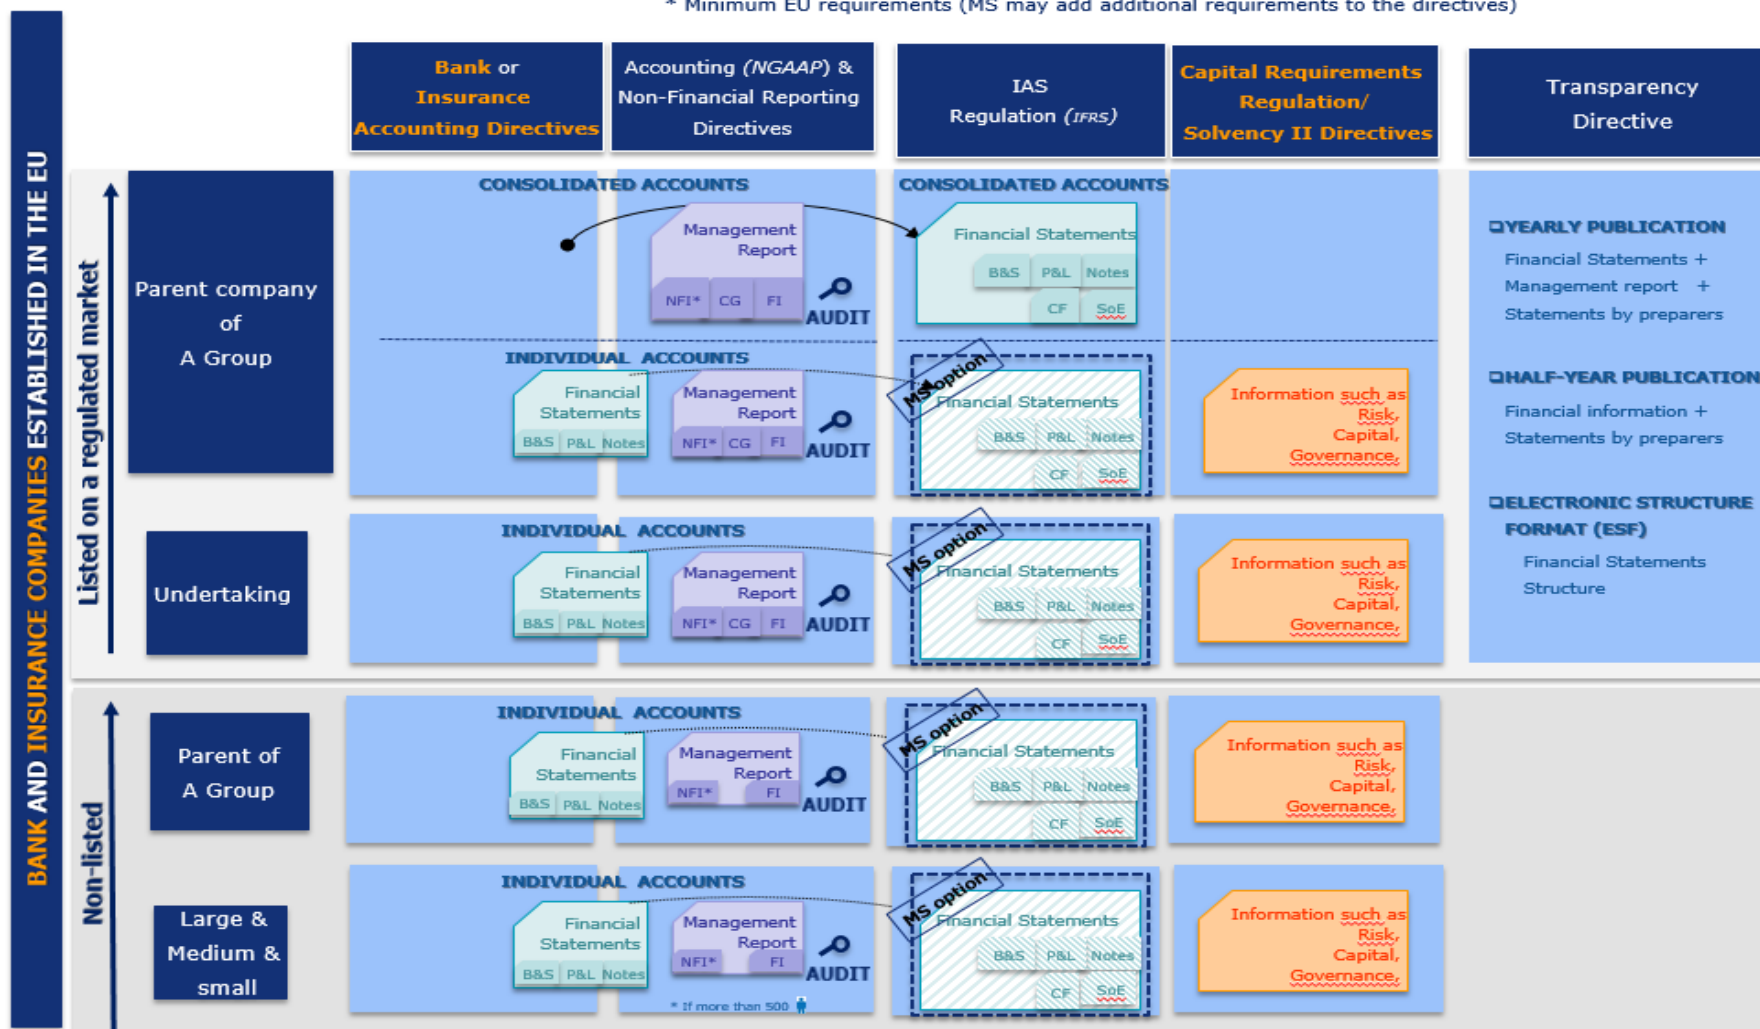 * Minimum EU requirements (MS may add additional requirements to the directives)
BANK AND INSURANCE COMPANIES ESTABLISHED IN THE EU
Bank or
Insurance
Accounting Directives
Accounting (NGAAP) &
Non-Financial Reporting
Directives
IAS
Regulation (IFRS)
Capital Requirements
Regulation/
Solvency II Directives
Transparency
Directive
Listed on a regulated market
Parent company
of
A Group
CONSOLIDATED ACCOUNTS
Management
Report
NFI*
CG
FI
AUDIT
CONSOLIDATED ACCOUNTS
Financial Statements
B&S
P&L
Notes
CF
SoE
INDIVIDUAL ACCOUNTS
Financial
Statements
B&S
P&L
Notes
Management
Report
NFI*
CG
FI
AUDIT
MS option
Financial Statements
B&S
P&L
Notes
CF
SoE
Information such as
Risk,
Capital,
Governance,
❑YEARLY PUBLICATION
Financial Statements +
Management report +
Statements by preparers
❑HALF-YEAR PUBLICATION
Financial information +
Statements by preparers
❑ELECTRONIC STRUCTURE
FORMAT (ESF)
Financial Statements
Structure
Undertaking
INDIVIDUAL ACCOUNTS
Financial
Statements
B&S
P&L
Notes
Management
Report
NFI*
CG
FI
AUDIT
MS option
Financial Statements
B&S
P&L
Notes
CF
SoE
Information such as
Risk,
Capital,
Governance,
Non-listed
Parent of
A Group
INDIVIDUAL ACCOUNTS
Financial
Statements
B&S
P&L
Notes
Management
Report
NFI*
FI
AUDIT
MS option
Financial Statements
B&S
P&L
Notes
CF
SoE
Information such as
Risk,
Capital,
Governance,
Large &
Medium &
small
INDIVIDUAL ACCOUNTS
Financial
Statements
B&S
P&L
Notes
Management
Report
NFI*
FI
AUDIT
* If more than 500
MS option
Financial Statements
B&S
P&L
Notes
CF
SoE
Information such as
Risk,
Capital,
Governance,